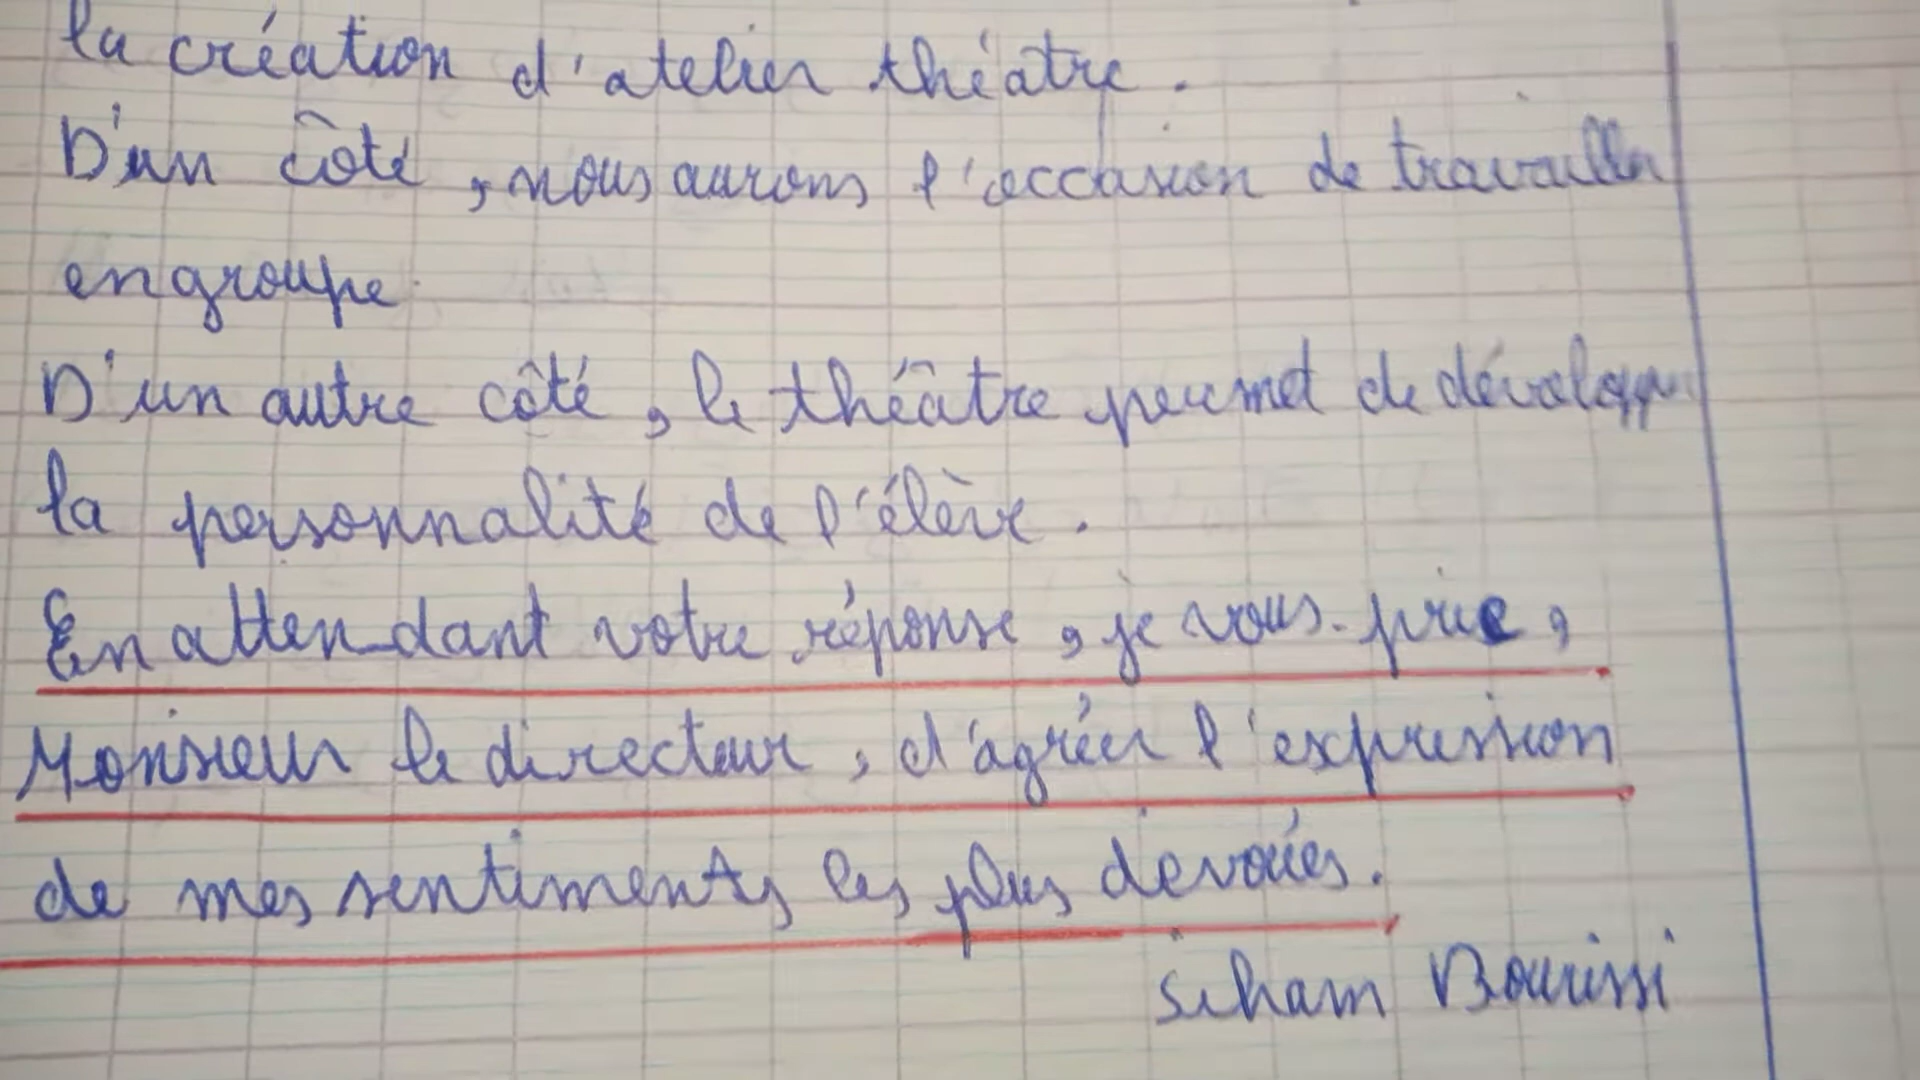 la création d'atelier théatre.
D'un côté, nous aurons l'occasion de travailler
en groupe
D'un autre côté, le théâtre permet de développer
la personnalité de l'élève.
En attendant votre réponse, je vous prie,
Monsieur le directeur, d'agréer l'expression
de mes sentiments les plus dévoués.
Siham Bourissi